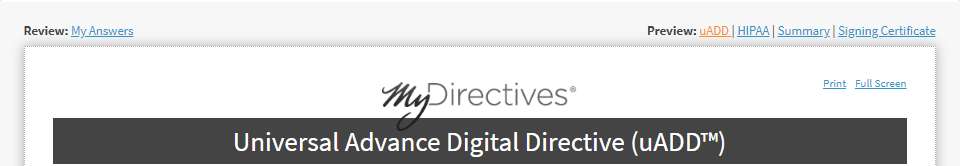 Review: My Answers
Preview: uADD | HIPAA | Summary | Signing Certificate
Print Full Screen
MyDirectives®
Universal Advance Digital Directive (uADD™)